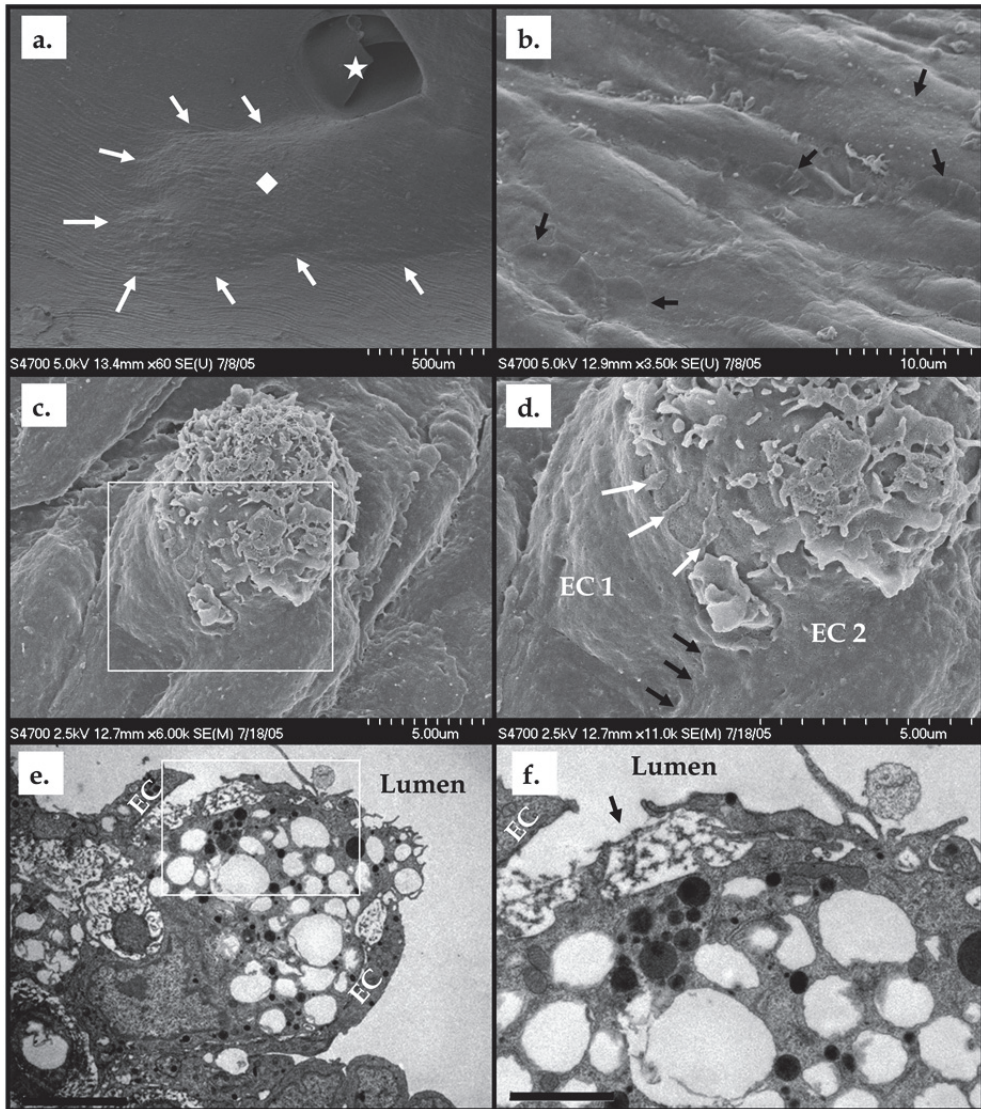 a.
b.
S4700 5.0kV 13.4mm x60 SE(U) 7/8/05
500um
S4700 5.0kV 12.9mm x3.50k SE(U) 7/8/05
10.0um
c.
d.
EC 1
EC 2
S4700 2.5kV 12.7mm x6.00k SE(M) 7/18/05
5.00um
S4700 2.5kV 12.7mm x11.0k SE(M) 7/18/05
5.00um
e.
EC
Lumen
EC
f.
Lumen
EC